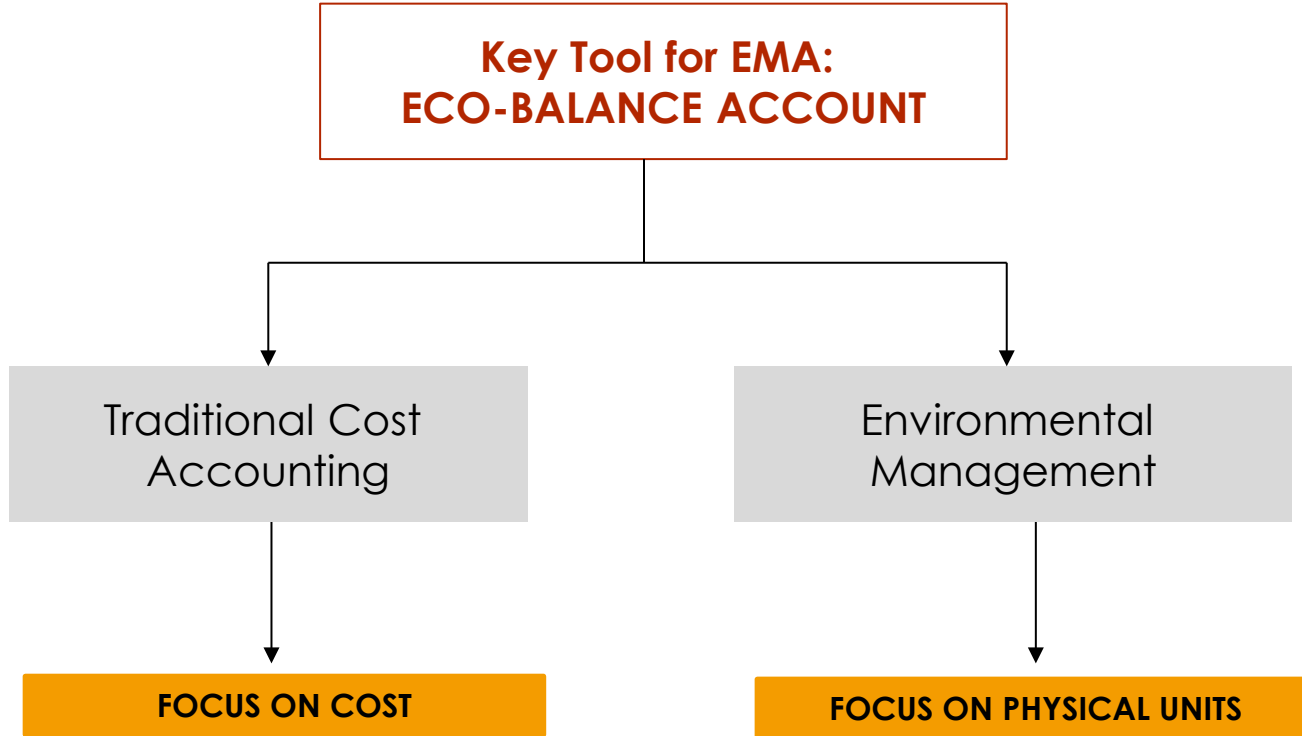 Key Tool for EMA:
ECO-BALANCE ACCOUNT
Traditional Cost
Accounting
Environmental
Management
FOCUS ON COST
FOCUS ON PHYSICAL UNITS